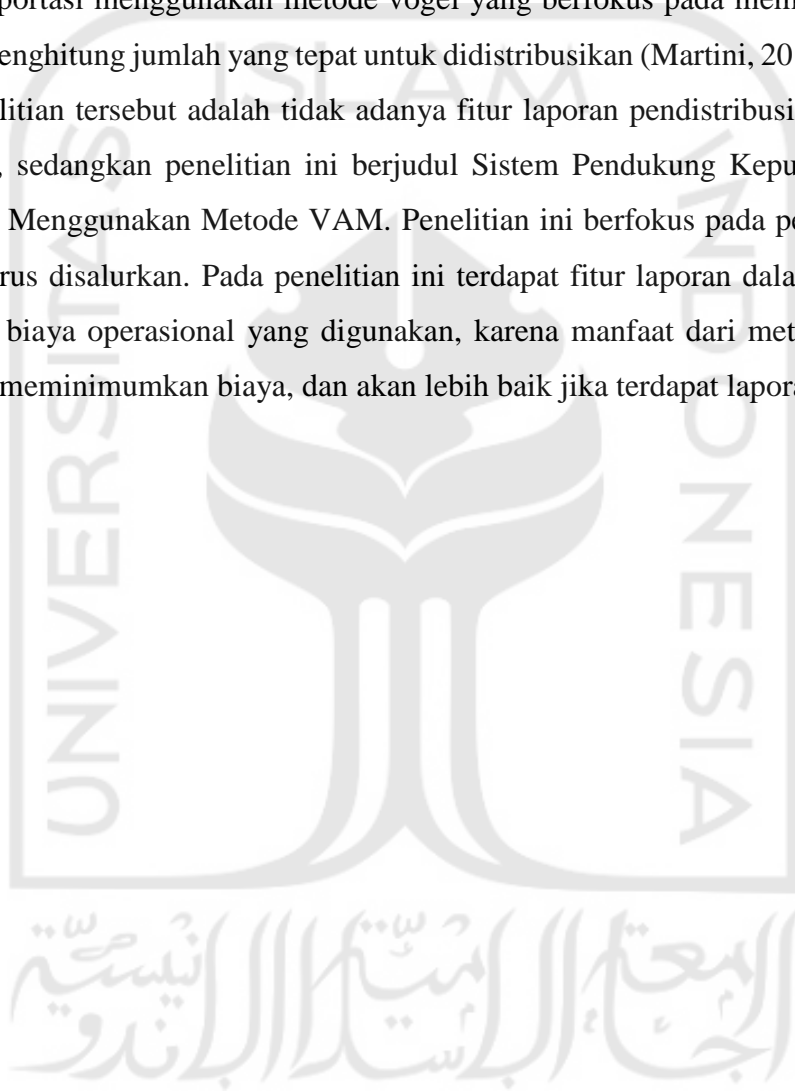 portasi menggunakan metode vogel yang berfokus pada
enghitung jumlah yang tepat untuk didistribusikan (Martini, 20
elitian tersebut adalah tidak adanya fitur laporan pendistribusi
, sedangkan penelitian ini berjudul Sistem Pendukung Kepu
Menggunakan Metode VAM. Penelitian ini berfokus pada pe
rus disalurkan. Pada penelitian ini terdapat fitur laporan dala
biaya operasional yang digunakan, karena manfaat dari met
meminimumkan biaya, dan akan lebih baik jika terdapat lapora
ISLAM
UNIVERSITAS
INDONESIA